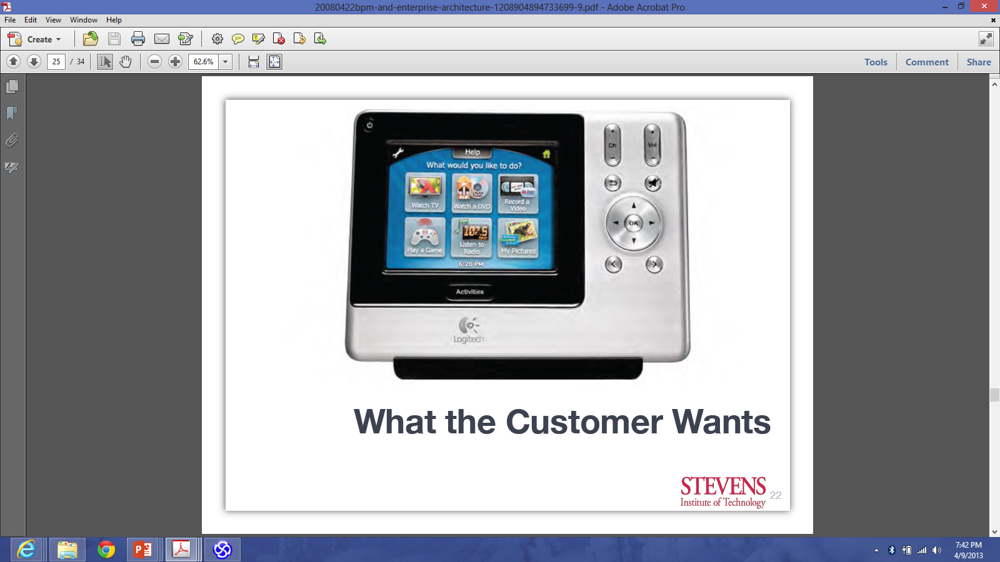 20080422bpm-and-enterprise-architecture-1208904894733699-9.pdf - Adobe Acrobat Pro
File Edit View Window Help
Create
25 / 34 62.6% Tools Comment Share
Ch Vol
Help
What would you like to do?
Watch TV Watch a DVD Record a
Video
OK
107.5
Play a Game Listen to
Radio My Pictures
6:20 PM
Activities
Logitech
What the Customer Wants
STEVENS
Institute of Technology 22
7:42 PM
4/9/2013